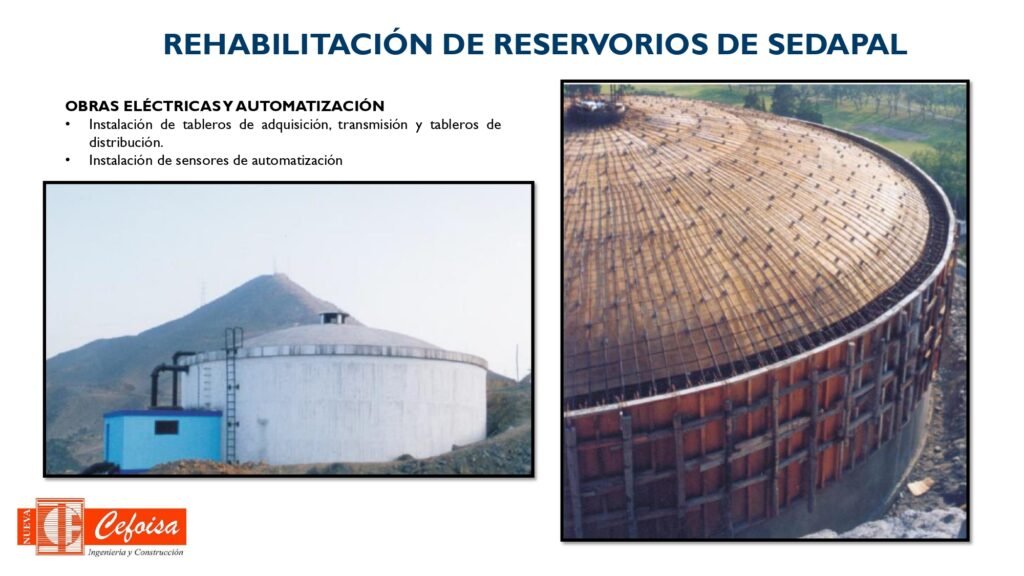 REHABILITACIÓN DE RESERVORIOS DE SEDAPAL
OBRAS ELÉCTRICAS Y AUTOMATIZACIÓN
• Instalación de tableros de adquisición, transmisión y tableros de
distribución.
• Instalación de sensores de automatización
NUEVA
Cefoisa
Ingeniería y Construcción